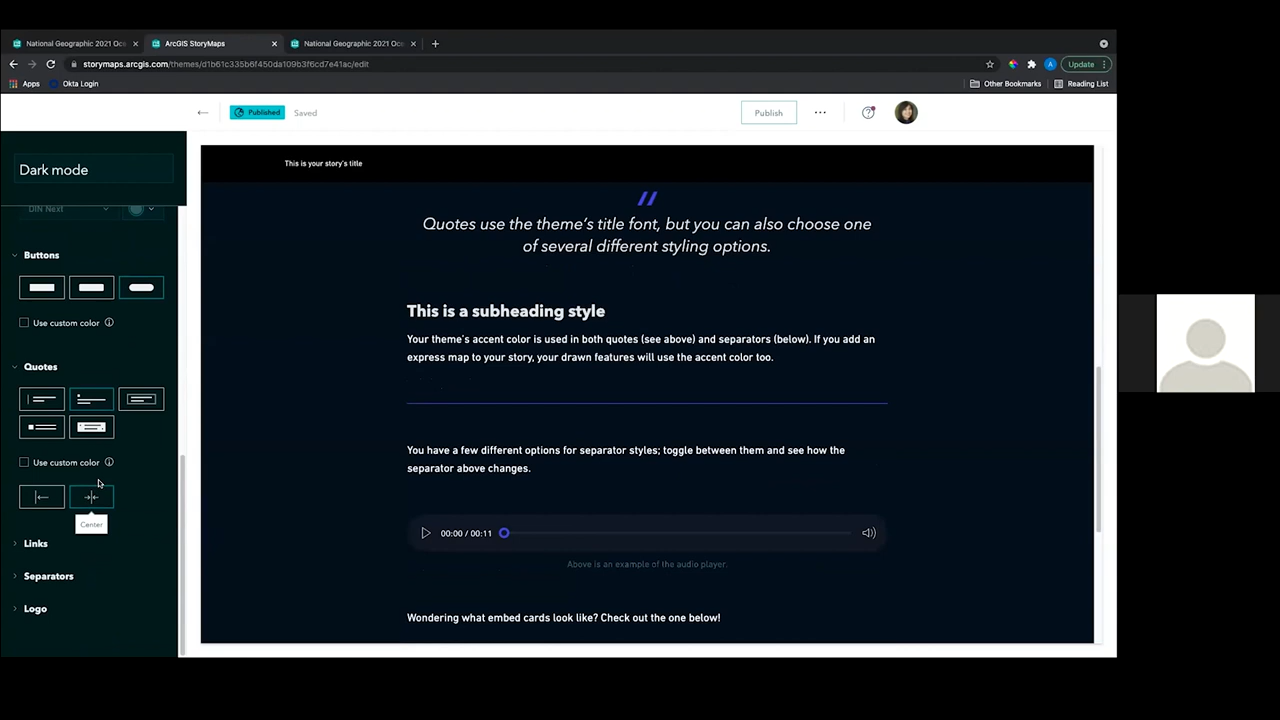 National Geographic 2021 Oce
ArcGIS StoryMaps
National Geographic 2021 Oce
storymaps.arcgis.com/themes/d1b61c335b6f450da109b3f6cd7e41ac/edit
A
Update
Apps
Okta Login
Other Bookmarks
Reading List
Published
Saved
Publish
Dark mode
DIN Next
Buttons
Use custom color
Quotes
Use custom color
Center
Links
Separators
Logo
This is your story's title
Quotes use the theme's title font, but you can also choose one
of several different styling options.
This is a subheading style
Your theme's accent color is used in both quotes (see above) and separators (below). If you add an
express map to your story, your drawn features will use the accent color too.
You have a few different options for separator styles; toggle between them and see how the
separator above changes.
00:00 / 00:11
Above is an example of the audio player.
Wondering what embed cards look like? Check out the one below!